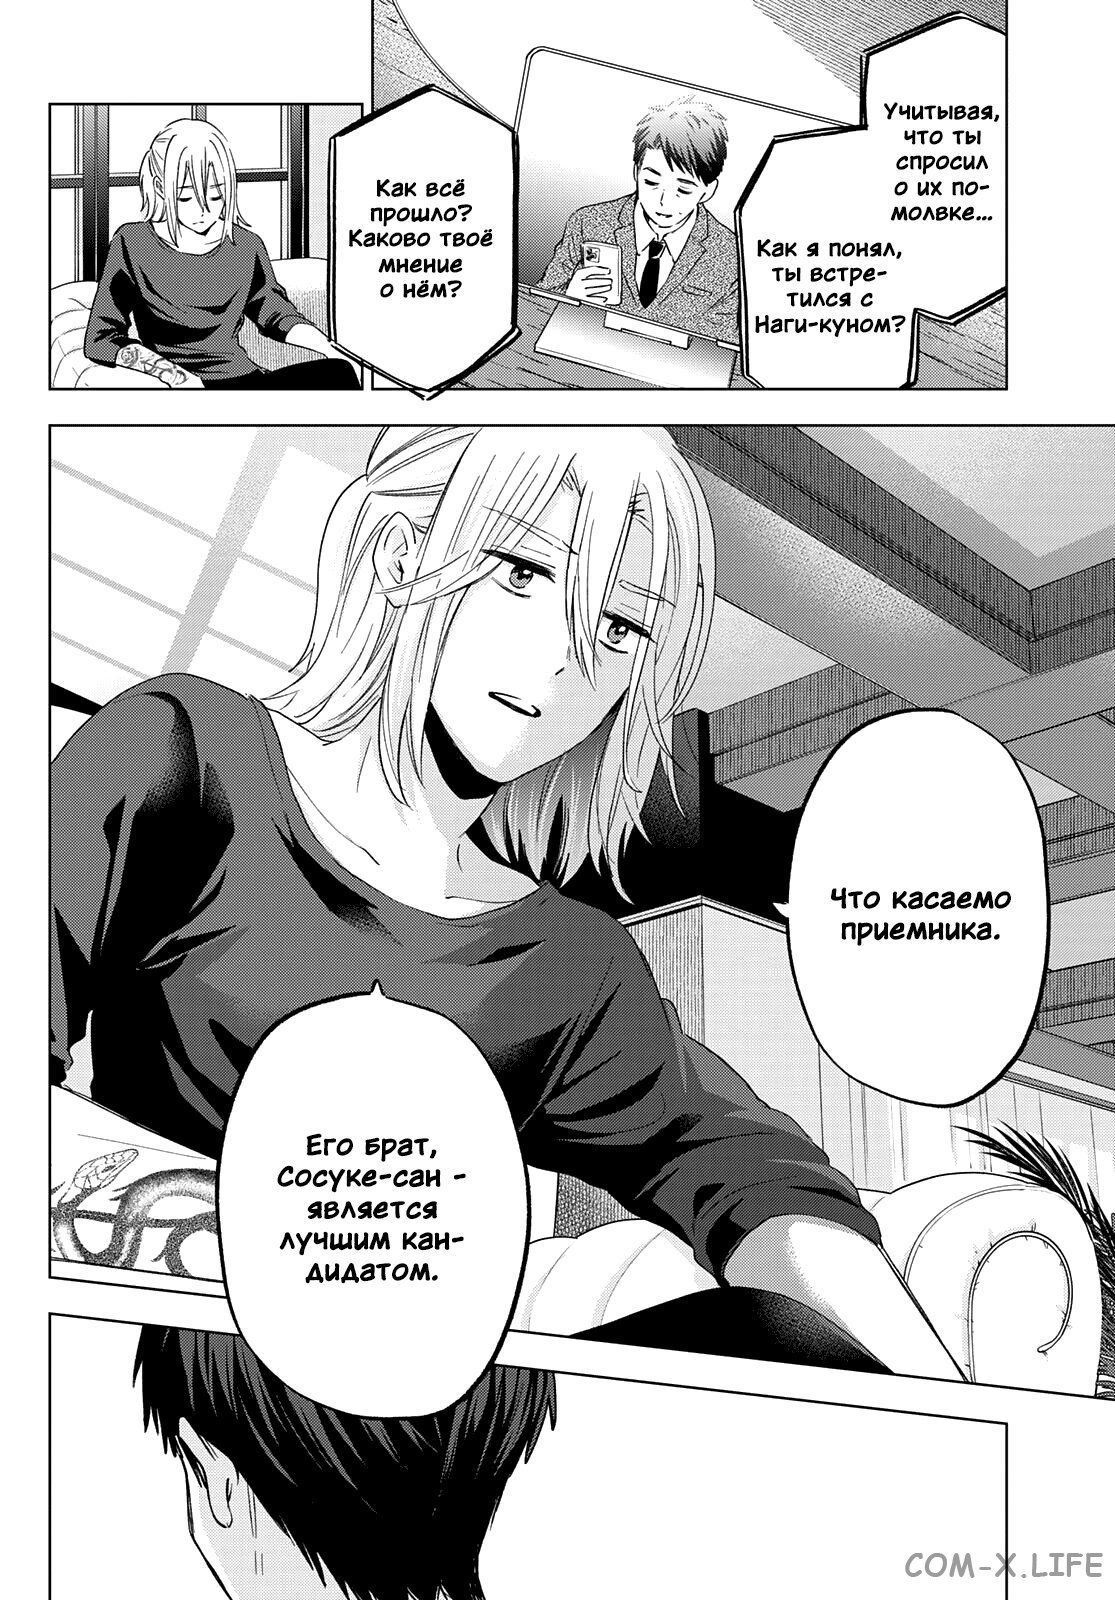 Учитывая,
что ты
спросил
о их по-
молвке...
Как я понял,
ты встре-
тился с
Наги-куном?
Как всё
прошло?
Каково твоё
мнение
о нём?
Что касаемо
приемника.
Его брат,
Сосуке-сан -
является
лучшим кан-
дидатом.
COM-X.LIFE